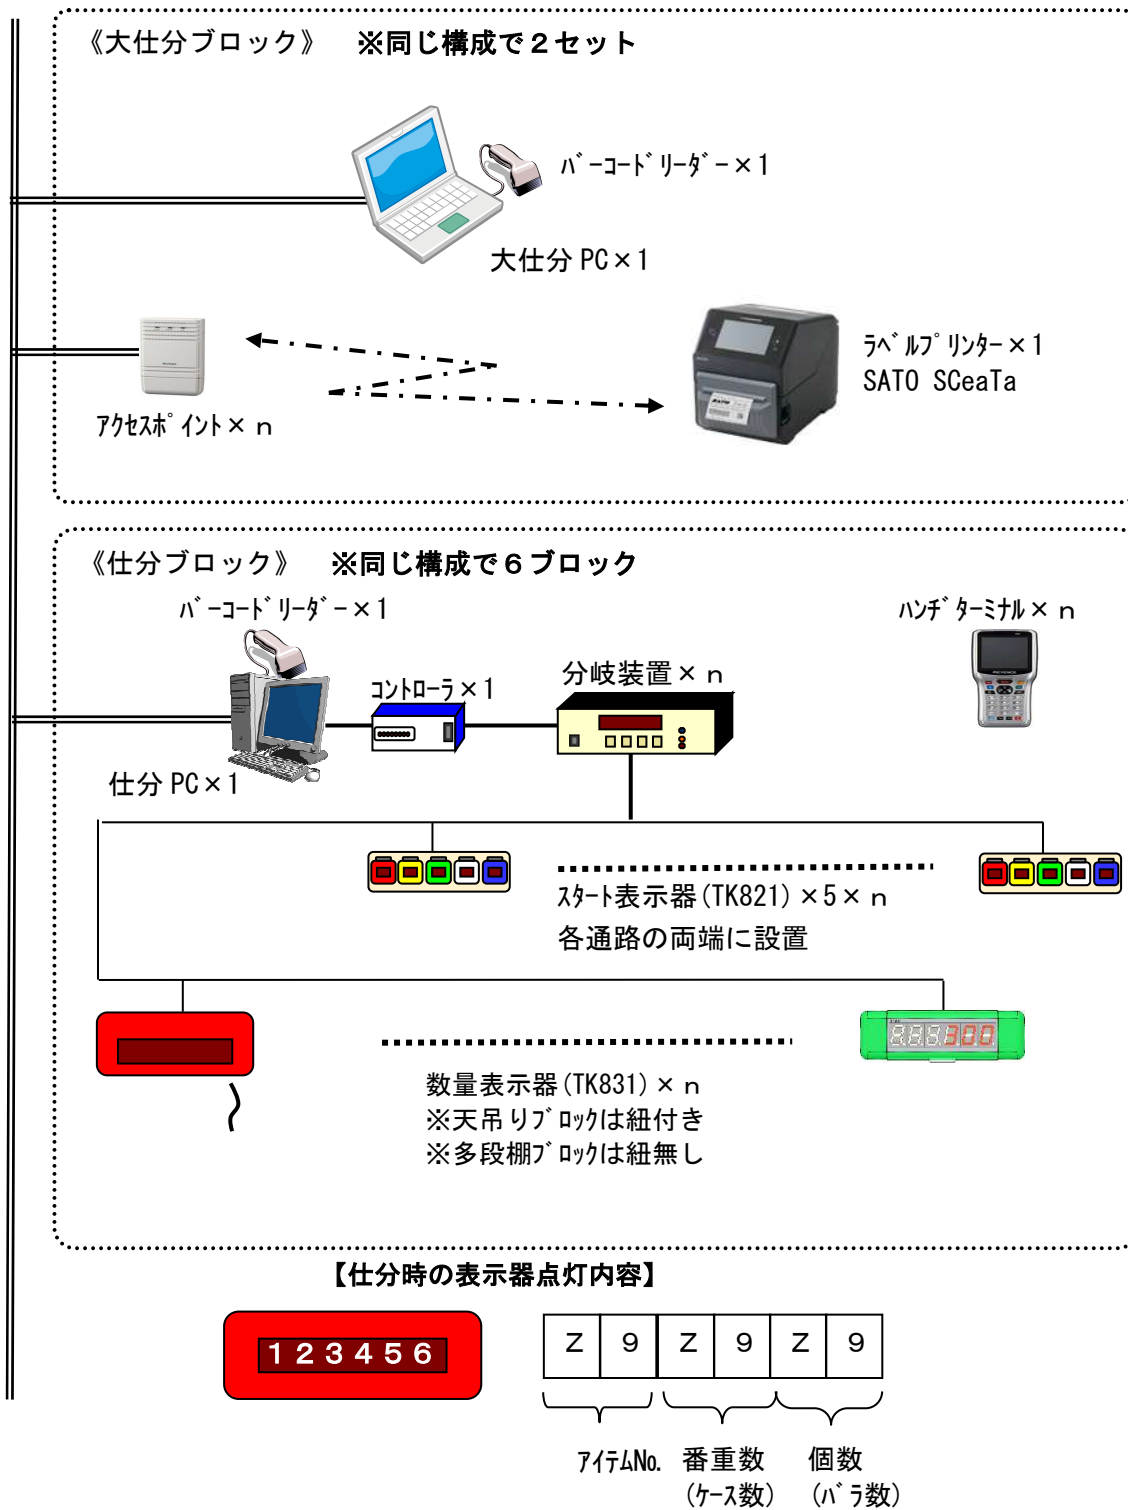 《大仕分ブロック》　※同じ構成で２セット
ﾊﾞｰｺｰﾄﾞﾘｰﾀﾞｰ×1
大仕分 PC×1
ﾗﾍﾞﾙﾌﾟﾘﾝﾀｰ×1
SATO SCeaTa
ｱｸｾｽﾎﾟｲﾝﾄ×ｎ
《仕分ブロック》　※同じ構成で６ブロック
ﾊﾞｰｺｰﾄﾞﾘｰﾀﾞｰ×1
ﾊﾝﾁﾞﾀｰﾐﾅﾙ×ｎ
ｺﾝﾄﾛｰﾗ×1
分岐装置×ｎ
仕分 PC×1
ｽﾀｰﾄ表示器(TK821)×5×ｎ
各通路の両端に設置
888300
数量表示器(TK831)×ｎ
※天吊りﾌﾞﾛｯｸは紐付き
※多段棚ﾌﾞﾛｯｸは紐無し
【仕分時の表示器点灯内容】
１２３４５６
Ｚ ９ Ｚ ９ Ｚ ９
ｱｲﾃﾑNo. 番重数 個数
(ｹｰｽ数) (ﾊﾞﾗ数)